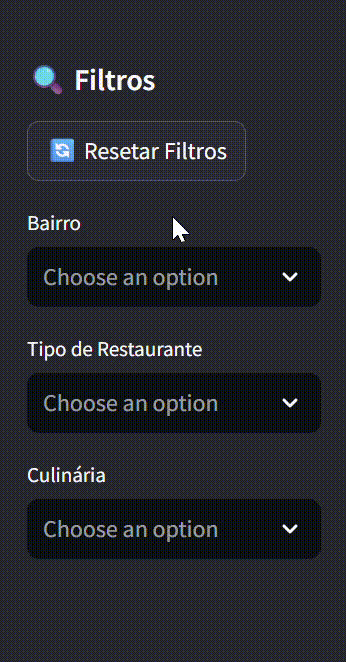 Filtros
Resetar Filtros
Bairro
Choose an option
Tipo de Restaurante
Choose an option
Culinária
Choose an option